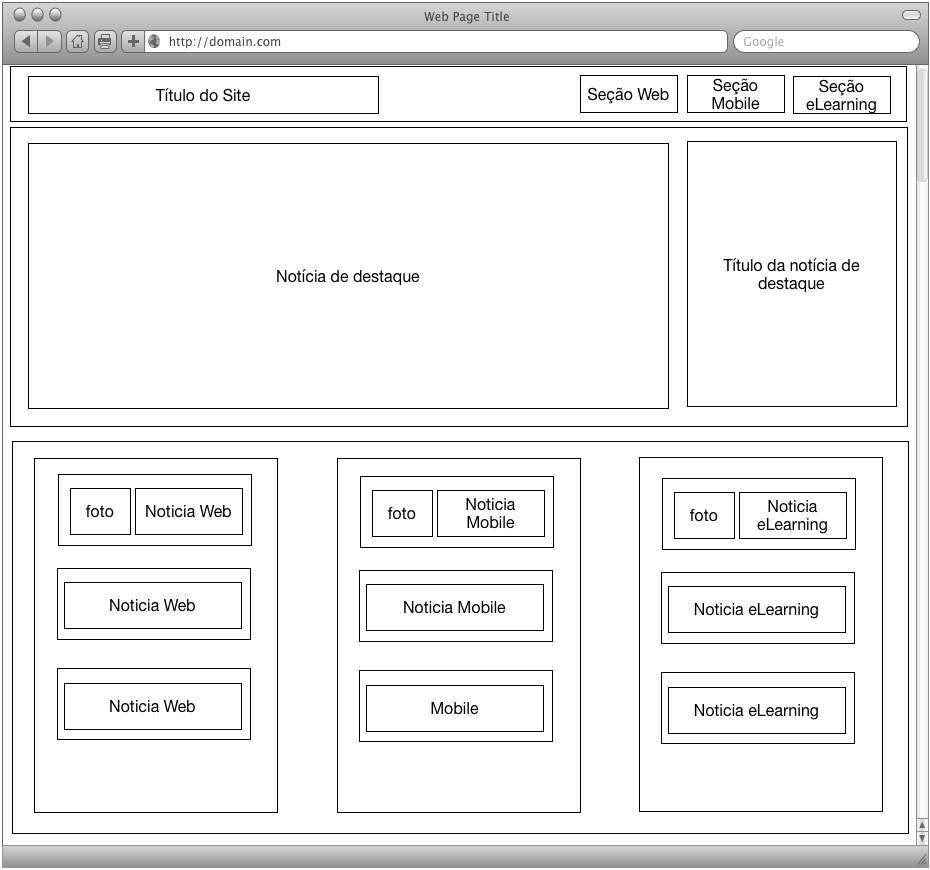 Web Page Title
http://domain.com
Google
Título do Site
Seção Web
Seção
Mobile
Seção
eLearning
Notícia de destaque
Título da notícia de
destaque
foto
Noticia Web
Noticia Web
Noticia Web
foto
Noticia
Mobile
Noticia Mobile
Mobile
foto
Noticia
eLearning
Noticia eLearning
Noticia eLearning